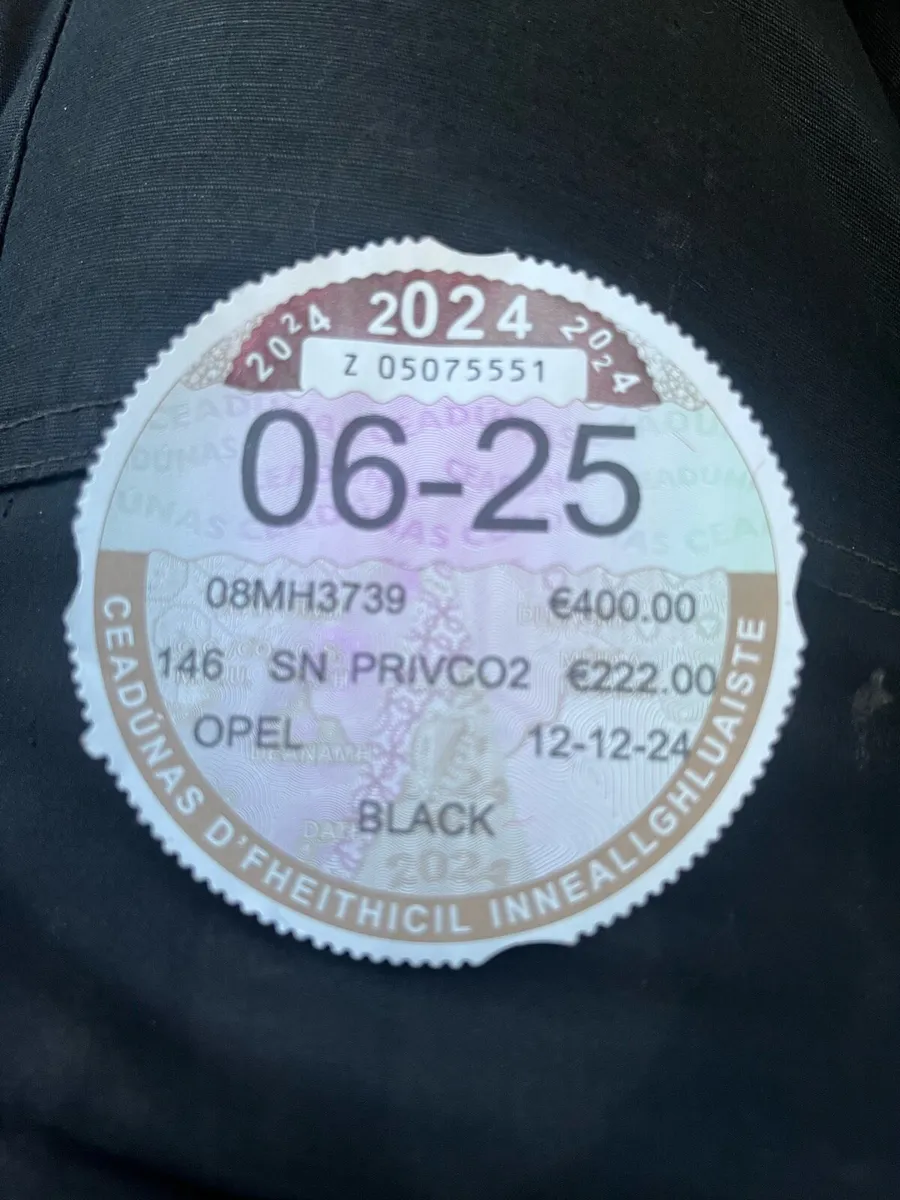 2024 2024 2024
Z 05075551
06-25
08MH3739 €400.00
146 SN PRIVCO2 €222.00
OPEL 12-12-24
BLACK
2024
CEADÚNAS D'FHEITHICIL INNEALLGHLUAISTE